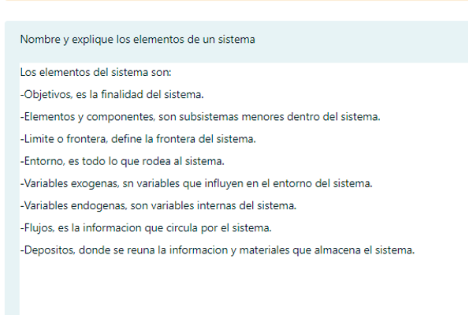 Nombre y explique los elementos de un sistema
Los elementos del sistema son:
-Objetivos, es la finalidad del sistema.
-Elementos y componentes, son subsistemas menores dentro del sistema.
-Limite o frontera, define la frontera del sistema.
-Entorno, es todo lo que rodea al sistema.
-Variables exogenas, sn variables que influyen en el entorno del sistema.
-Variables endogenas, son variables internas del sistema.
-Flujos, es la informacion que circula por el sistema.
-Depositos, donde se reuna la informacion y materiales que almacena el sistema.